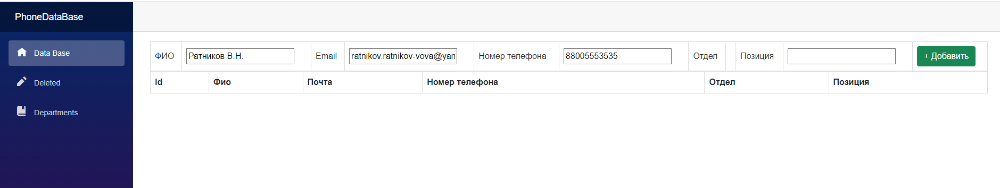 PhoneDataBase
Data Base
Deleted
Departments
ФИО Ратников В.Н. Email ratnikov.ratnikov-vova@yan Номер телефона 88005553535 Отдел Позиция + Добавить
Id Фио Почта Номер телефона Отдел Позиция